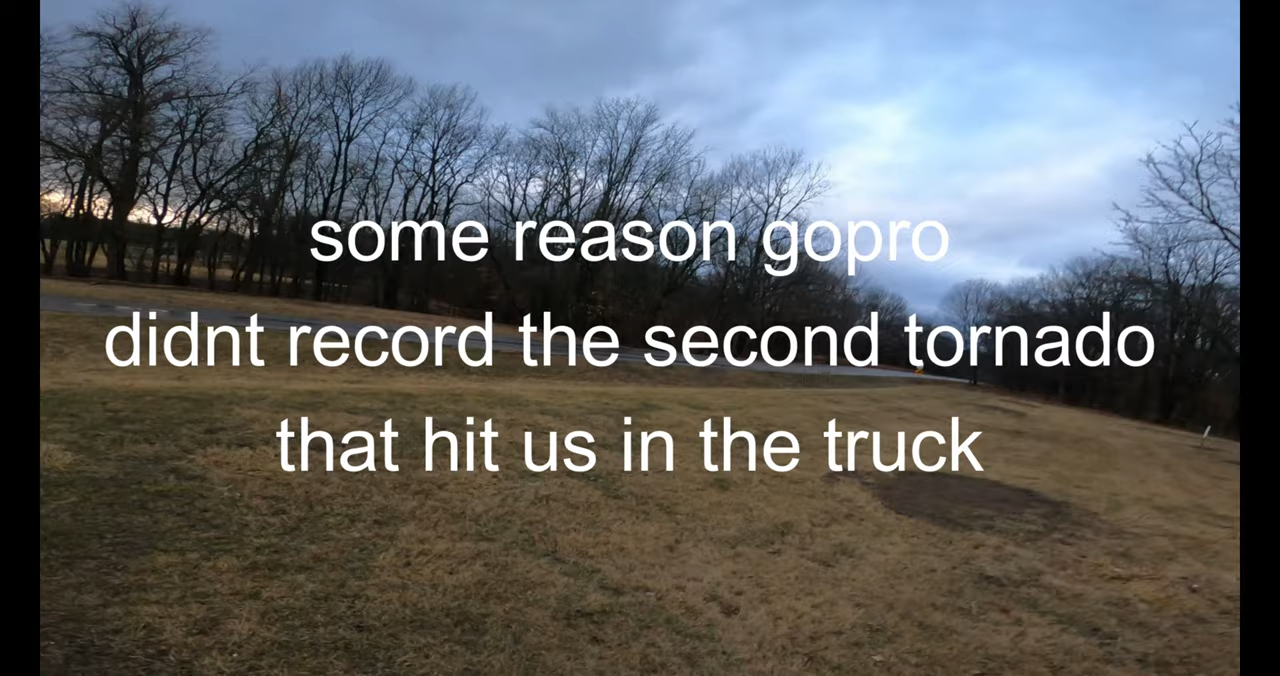 some reason gopro
didnt record the second tornado
that hit us in the truck